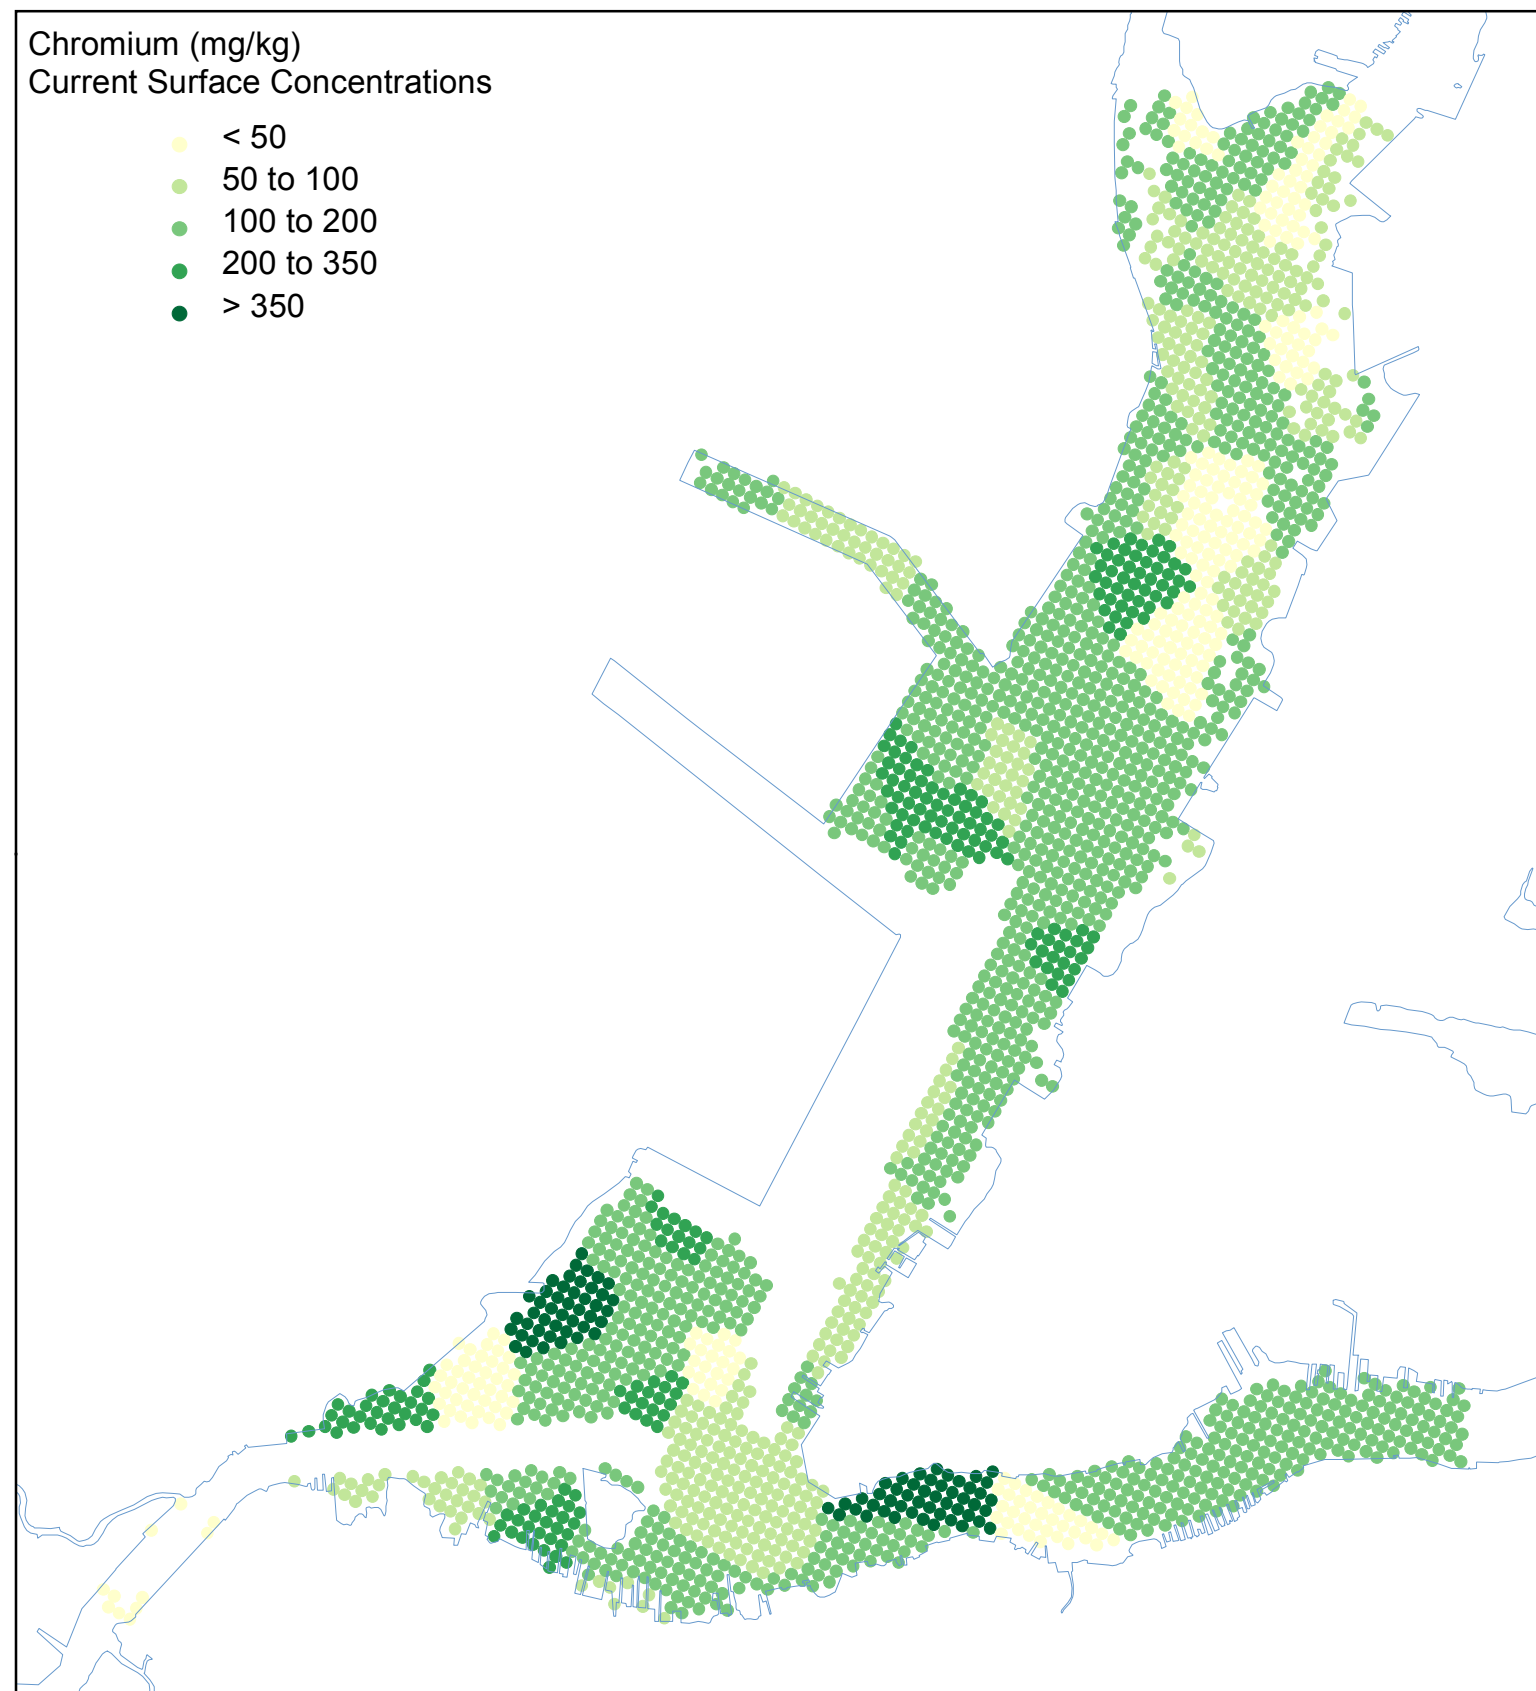 Chromium (mg/kg)
Current Surface Concentrations
< 50
50 to 100
100 to 200
200 to 350
> 350